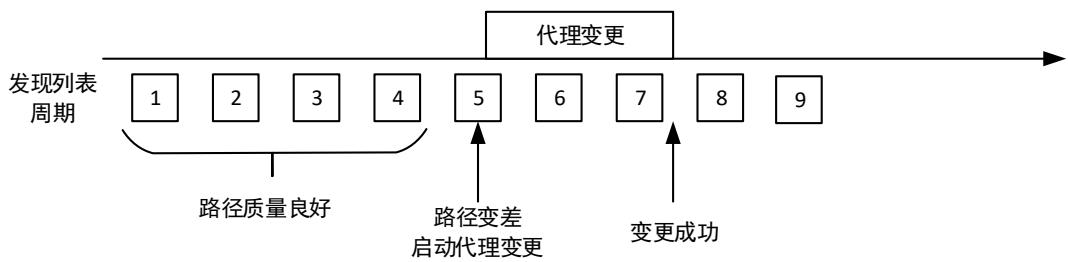 代理变更
发现列表
周期
1 2 3 4 5 6 7 8 9
路径质量良好
路径变差
启动代理变更
变更成功